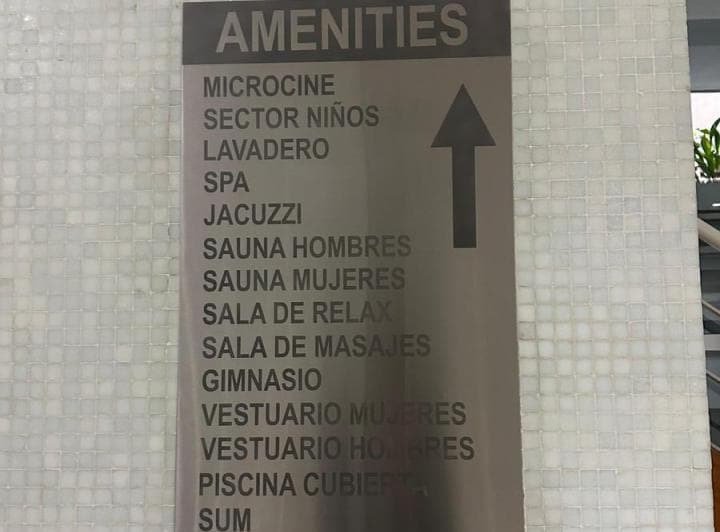 AMENITIES
MICROCINE
SECTOR NIÑOS
LAVADERO
SPA
JACUZZI
SAUNA HOMBRES
SAUNA MUJERES
SALA DE RELAX
SALA DE MASAJES
GIMNASIO
VESTUARIO MUJERES
VESTUARIO HOMBRES
PISCINA CUBIERTA
SUM